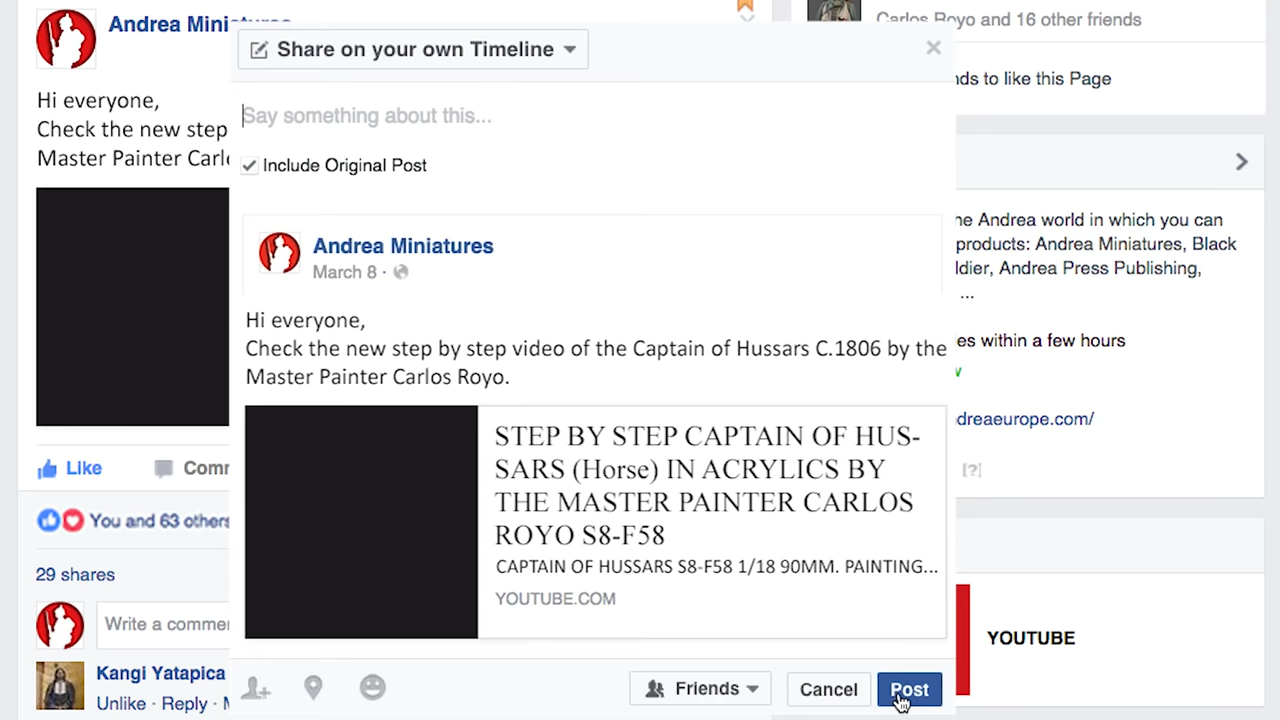 Andrea Miniatures
Hi everyone,
Check the new step
Master Painter Carl
Like
Comm
You and 63 others
29 shares
Write a comme
Kangi Yatapica
Unlike · Reply ·
Share on your own Timeline
×
Say something about this...
Include Original Post
Andrea Miniatures
March 8 ·
Hi everyone,
Check the new step by step video of the Captain of Hussars C.1806 by the
Master Painter Carlos Royo.
STEP BY STEP CAPTAIN OF HUS-
SARS (Horse) IN ACRYLICS BY
THE MASTER PAINTER CARLOS
ROYO S8-F58
CAPTAIN OF HUSSARS S8-F58 1/18 90MM. PAINTING...
YOUTUBE.COM
Friends
Cancel
Post
Carlos Royo and 16 other friends
nds to like this Page
he Andrea world in which you can
products: Andrea Miniatures, Black
ldier, Andrea Press Publishing,
...
es within a few hours
w
dreaeurope.com/
[?]
YOUTUBE